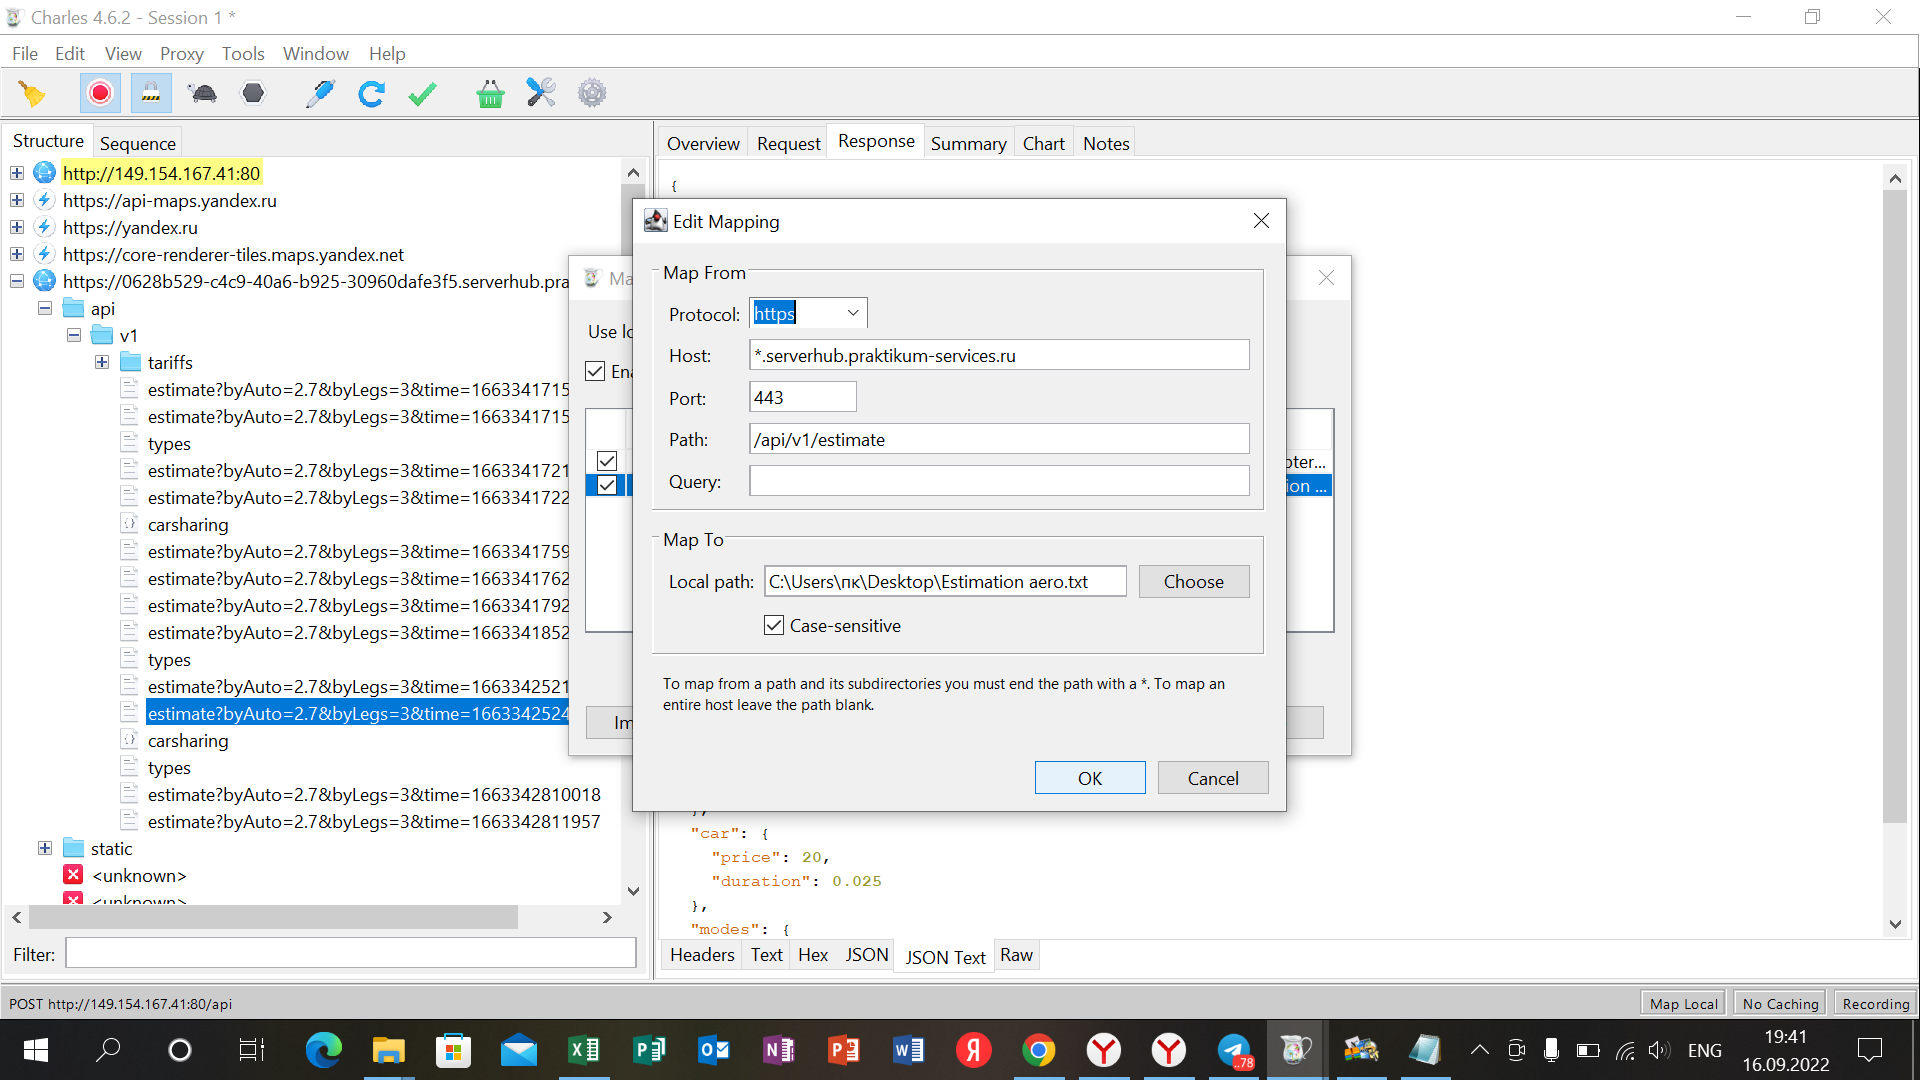 Charles 4.6.2 - Session 1 *
File Edit View Proxy Tools Window Help
Structure Sequence
http://149.154.167.41:80
https://api-maps.yandex.ru
https://yandex.ru
https://core-renderer-tiles.maps.yandex.net
https://0628b529-c4c9-40a6-b925-30960dafe3f5.serverhub.pra
api
v1
tariffs
estimate?byAuto=2.7&byLegs=3&time=1663341715
estimate?byAuto=2.7&byLegs=3&time=1663341715
types
estimate?byAuto=2.7&byLegs=3&time=1663341721
estimate?byAuto=2.7&byLegs=3&time=1663341722
carsharing
estimate?byAuto=2.7&byLegs=3&time=1663341759
estimate?byAuto=2.7&byLegs=3&time=1663341762
estimate?byAuto=2.7&byLegs=3&time=1663341792
estimate?byAuto=2.7&byLegs=3&time=1663341852
types
estimate?byAuto=2.7&byLegs=3&time=1663342521
estimate?byAuto=2.7&byLegs=3&time=1663342524
carsharing
types
estimate?byAuto=2.7&byLegs=3&time=1663342810018
estimate?byAuto=2.7&byLegs=3&time=1663342811957
static
<unknown>
<unknown>
Filter:
Overview Request Response Summary Chart Notes
{
Ma
Use lo
Ena
pter...
ion ...
Im
Edit Mapping
Map From
Protocol: https
Host: *.serverhub.praktikum-services.ru
Port: 443
Path: /api/v1/estimate
Query:
Map To
Local path: C:\Users\пк\Desktop\Estimation aero.txt Choose
Case-sensitive
To map from a path and its subdirectories you must end the path with a *. To map an
entire host leave the path blank.
OK Cancel
},
"car": {
"price": 20,
"duration": 0.025
},
"modes": {
Headers Text Hex JSON JSON Text Raw
POST http://149.154.167.41:80/api
Map Local No Caching Recording
..78
ENG
19:41
16.09.2022